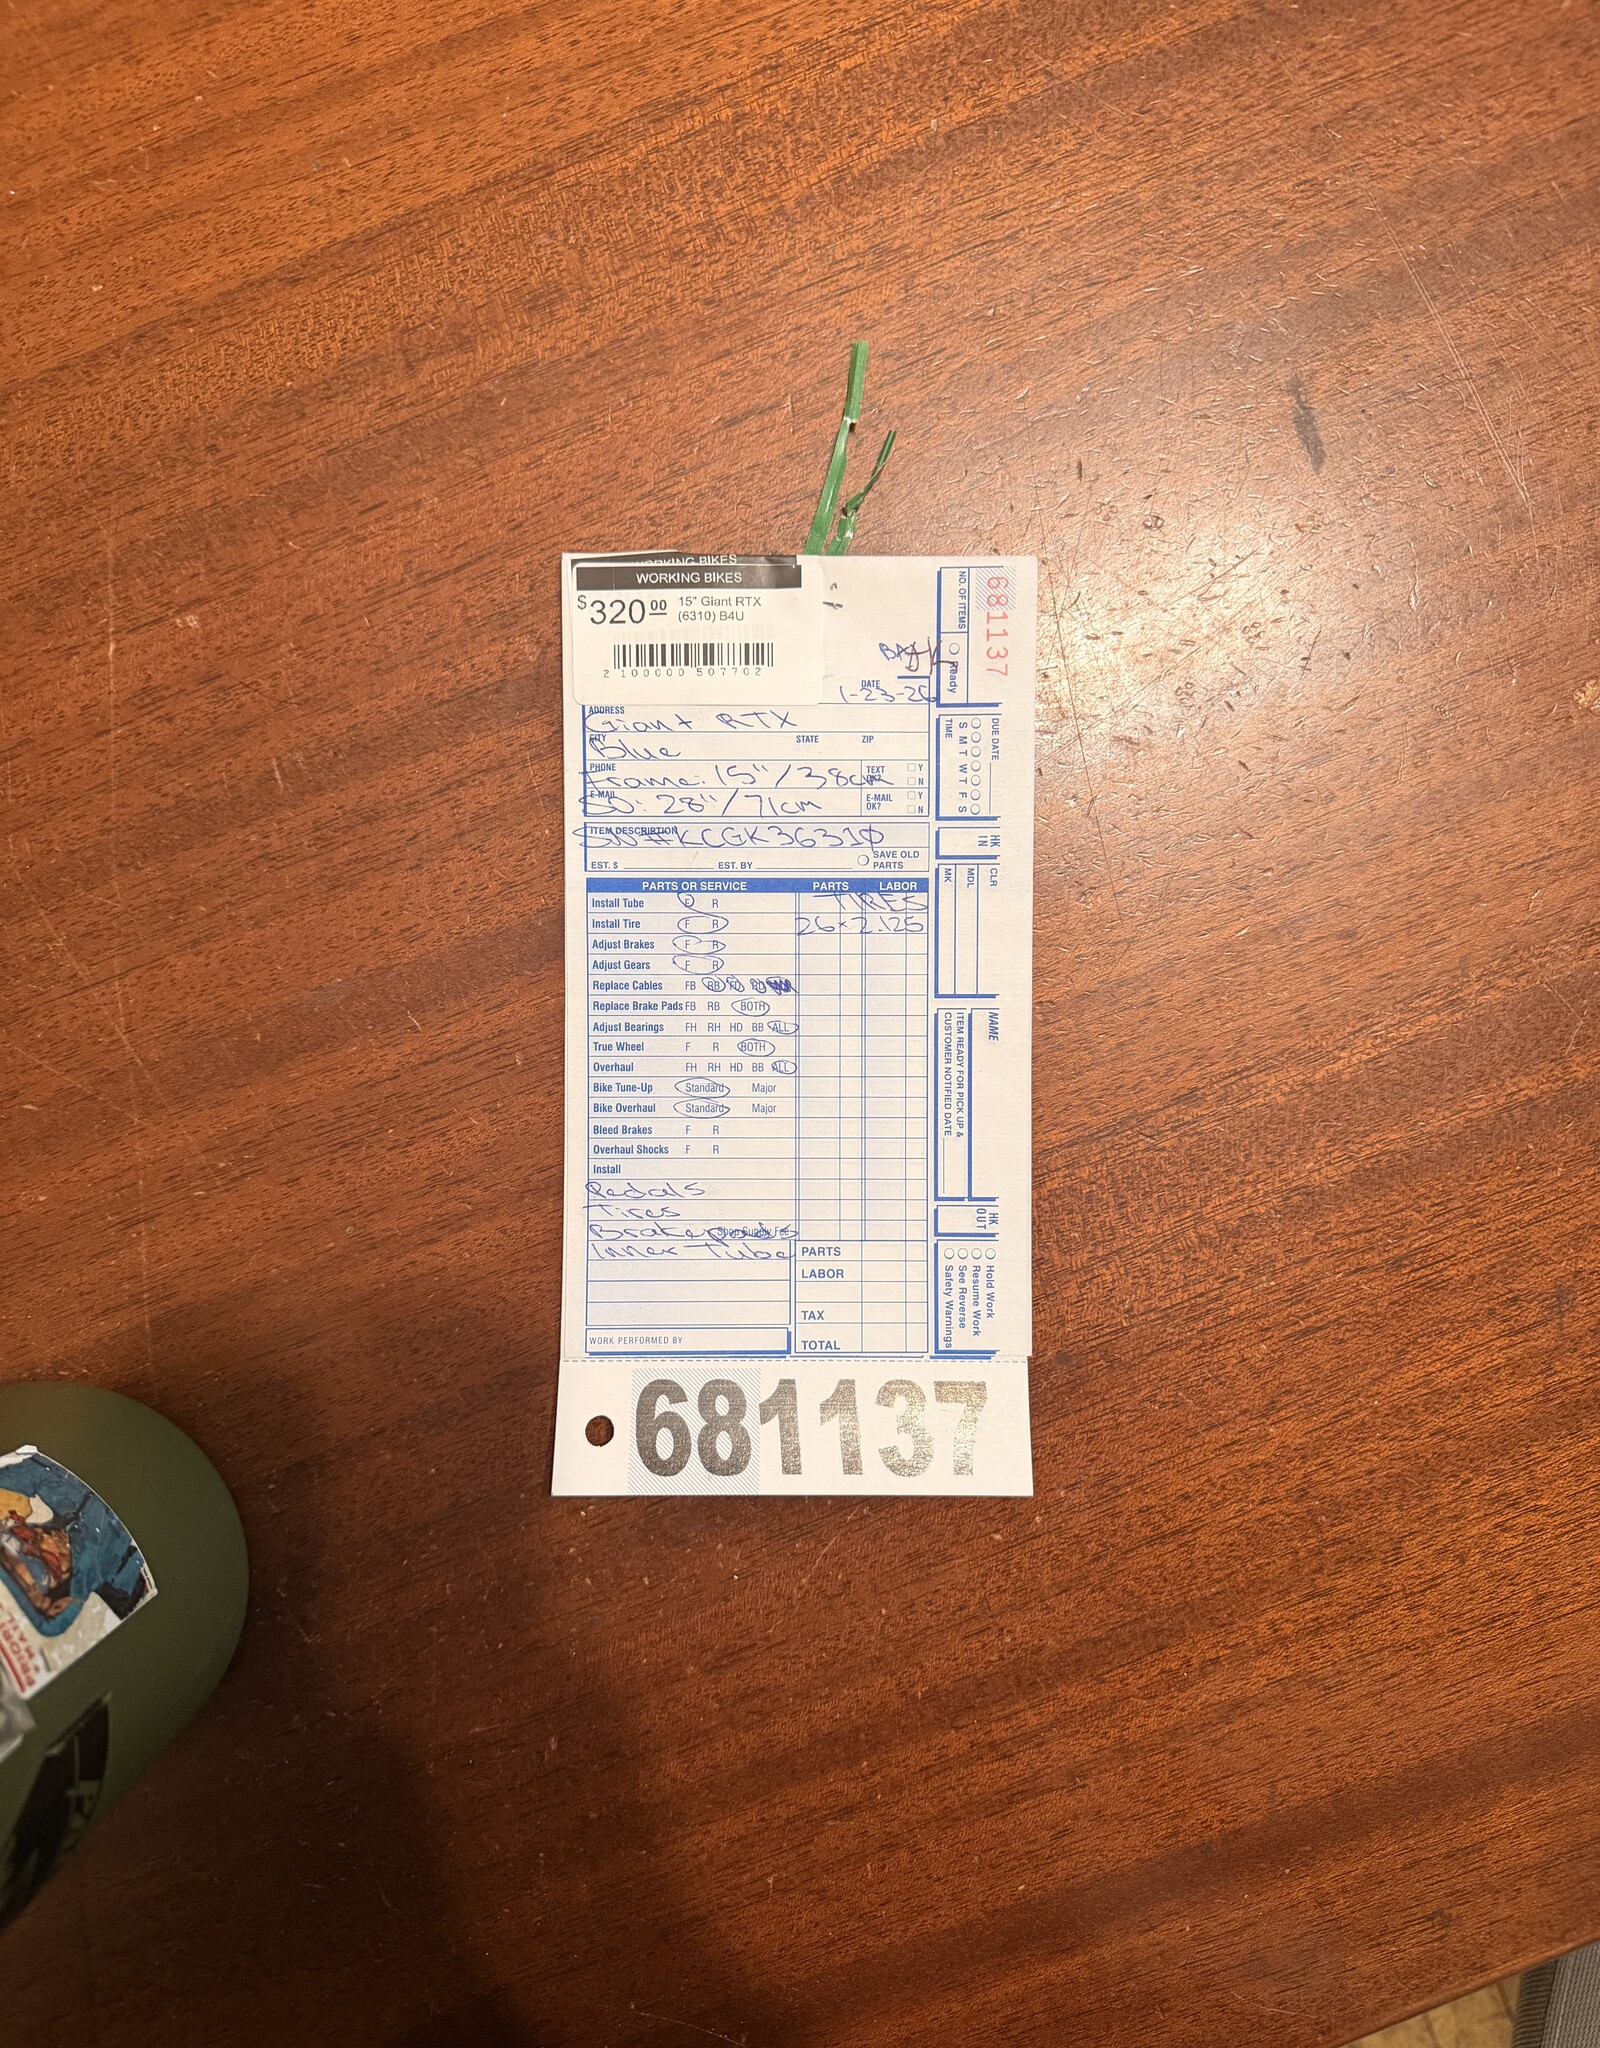 WORKING BIKES
WORKING BIKES
$320.00 15" Giant RTX
(6310) B4U
2 100000 507702
DATE
1-23-26
ADDRESS
Giant RTX
CITY STATE ZIP
Blue
PHONE TEXT OK? Y N
Frame: 15"/38cm
E-MAIL E-MAIL OK? Y N
SO: 28"/71cm
ITEM DESCRIPTION
SN#KCGK36310
EST. $ EST. BY SAVE OLD PARTS
PARTS OR SERVICE PARTS LABOR
Install Tube F R TIRES
Install Tire F R 26x2.125
Adjust Brakes F R
Adjust Gears F R
Replace Cables FB RB FD RD
Replace Brake Pads FB RB BOTH
Adjust Bearings FH RH HD BB ALL
True Wheel F R BOTH
Overhaul FH RH HD BB ALL
Bike Tune-Up Standard Major
Bike Overhaul Standard Major
Bleed Brakes F R
Overhaul Shocks F R
Install
Pedals
Tires
Brake pads Shop Supply Fee
Inner Tube PARTS
LABOR
TAX
WORK PERFORMED BY TOTAL
681137
681137
NO. OF ITEMS
Ready
DUE DATE
S M T W T F S
TIME
HK IN
CLR
MDL
MK
NAME
ITEM READY FOR PICK UP &
CUSTOMER NOTIFIED DATE
HK OUT
Hold Work
Resume Work
See Reverse
Safety Warnings
PRIORI
MAIL